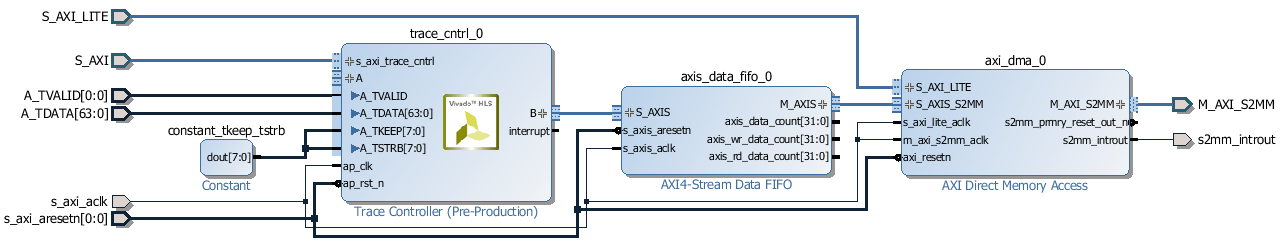 S_AXI_LITE
S_AXI
A_TVALID[0:0]
A_TDATA[63:0]
constant_tkeep_tstrb
dout[7:0]
Constant
s_axi_aclk
s_axi_aresetn[0:0]
trace_cntrl_0
s_axi_trace_cntrl
A
A_TVALID
A_TDATA[63:0]
A_TKEEP[7:0]
A_TSTRB[7:0]
ap_clk
ap_rst_n
Vivado™ HLS
B
interrupt
Trace Controller (Pre-Production)
axis_data_fifo_0
S_AXIS
s_axis_aresetn
s_axis_aclk
M_AXIS
axis_data_count[31:0]
axis_wr_data_count[31:0]
axis_rd_data_count[31:0]
AXI4-Stream Data FIFO
axi_dma_0
S_AXI_LITE
S_AXIS_S2MM
s_axi_lite_aclk
m_axi_s2mm_aclk
axi_resetn
M_AXI_S2MM
s2mm_prmry_reset_out_n
s2mm_introut
AXI Direct Memory Access
M_AXI_S2MM
s2mm_introut